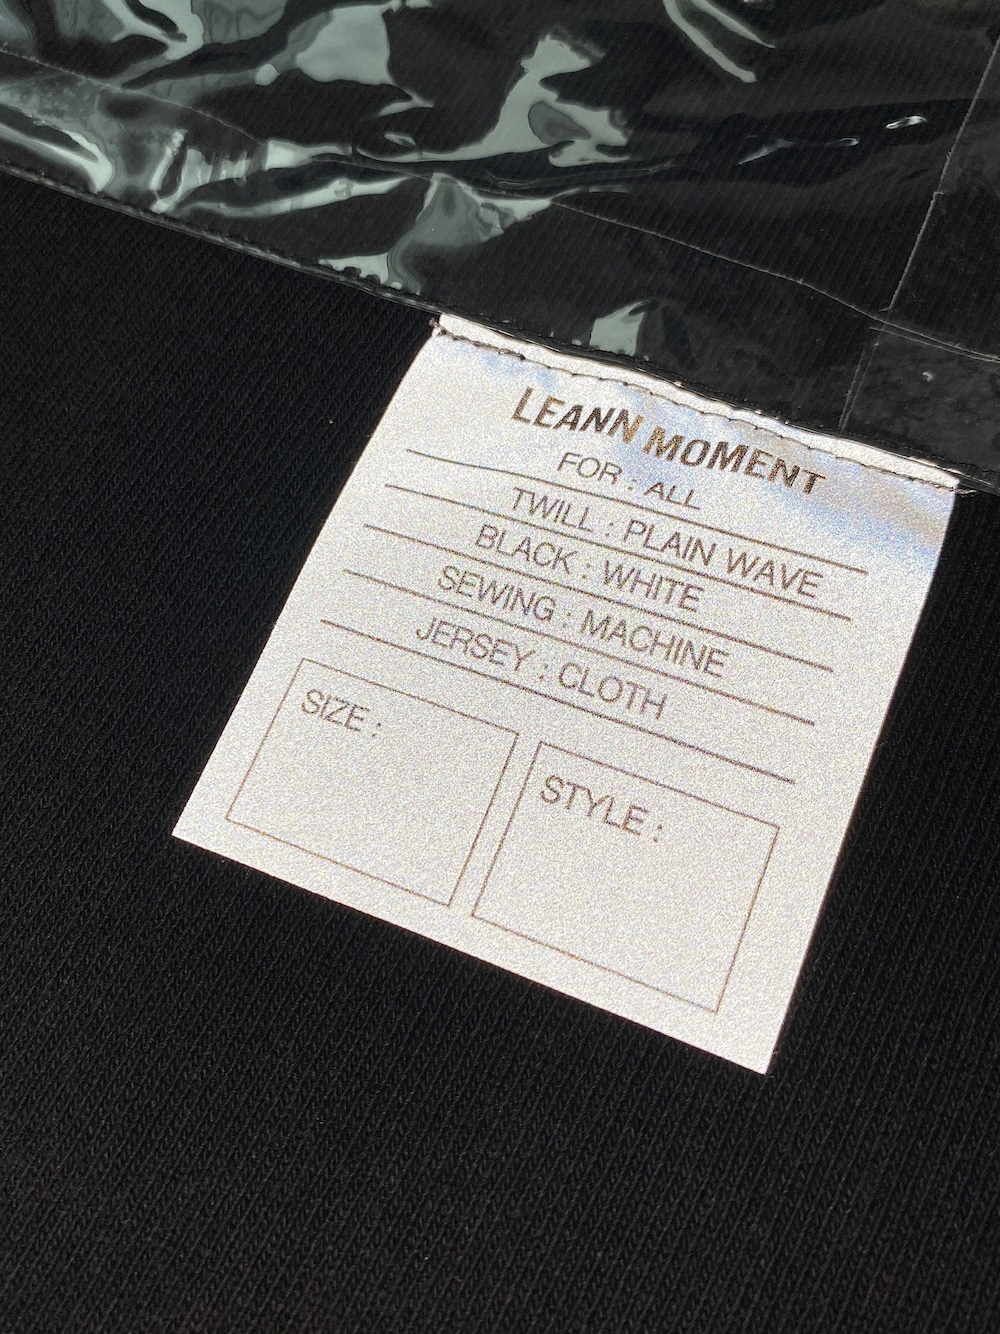 LEANN MOMENT
FOR : ALL
TWILL : PLAIN WAVE
BLACK : WHITE
SEWING : MACHINE
JERSEY : CLOTH
SIZE :
STYLE :